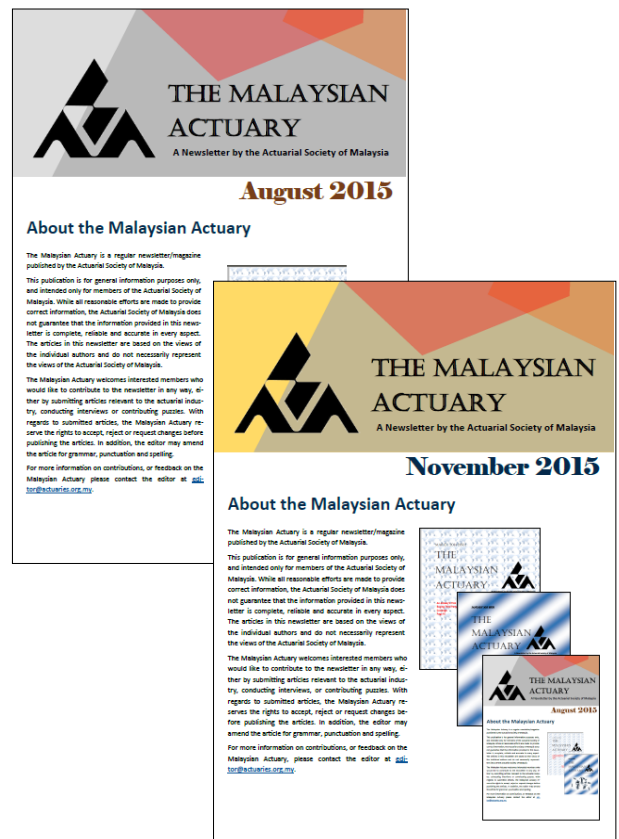 THE MALAYSIAN
ACTUARY
A Newsletter by the Actuarial Society of Malaysia
August 2015
About the Malaysian Actuary
The Malaysian Actuary is a regular newsletter/magazine
published by the Actuarial Society of Malaysia.
This publication is for general information purposes only,
and intended only for members of the Actuarial Society of
Malaysia. While all reasonable efforts are made to provide
correct information, the Actuarial Society of Malaysia does
not guarantee that the information provided in this news-
letter is complete, reliable and accurate in every aspect.
The articles in this newsletter are based on the views of
the individual authors and do not necessarily represent
the views of the Actuarial Society of Malaysia.
The Malaysian Actuary welcomes interested members who
would like to contribute to the newsletter in any way, ei-
ther by submitting articles relevant to the actuarial indus-
try, conducting interviews or contributing puzzles. With
regards to submitted articles, the Malaysian Actuary re-
serve the rights to accept, reject or request changes before
publishing the articles. In addition, the editor may amend
the article for grammar, punctuation and spelling.
For more information on contributions, or feedback on the
Malaysian Actuary please contact the editor at edi-
tor@actuaries.org.my.
THE MALAYSIAN
ACTUARY
A Newsletter by the Actuarial Society of Malaysia
November 2015
About the Malaysian Actuary
The Malaysian Actuary is a regular newsletter/magazine
published by the Actuarial Society of Malaysia.
This publication is for general information purposes only,
and intended only for members of the Actuarial Society of
Malaysia. While all reasonable efforts are made to provide
correct information, the Actuarial Society of Malaysia does
not guarantee that the information provided in this news-
letter is complete, reliable and accurate in every aspect.
The articles in this newsletter are based on the views of
the individual authors and do not necessarily represent
the views of the Actuarial Society of Malaysia.
The Malaysian Actuary welcomes interested members who
would like to contribute to the newsletter in any way, ei-
ther by submitting articles relevant to the actuarial indus-
try, conducting interviews, or contributing puzzles. With
regards to submitted articles, the Malaysian Actuary re-
serves the rights to accept, reject or request changes be-
fore publishing the articles. In addition, the editor may
amend the article for grammar, punctuation and spelling.
For more information on contributions, or feedback on the
Malaysian Actuary, please contact the editor at edi-
tor@actuaries.org.my.
THE
MALAYSIAN
ACTUARY
THE
MALAYSIAN
ACTUARY
THE MALAYSIAN
ACTUARY
A Newsletter by the Actuarial Society of Malaysia
August 2015
About the Malaysian Actuary